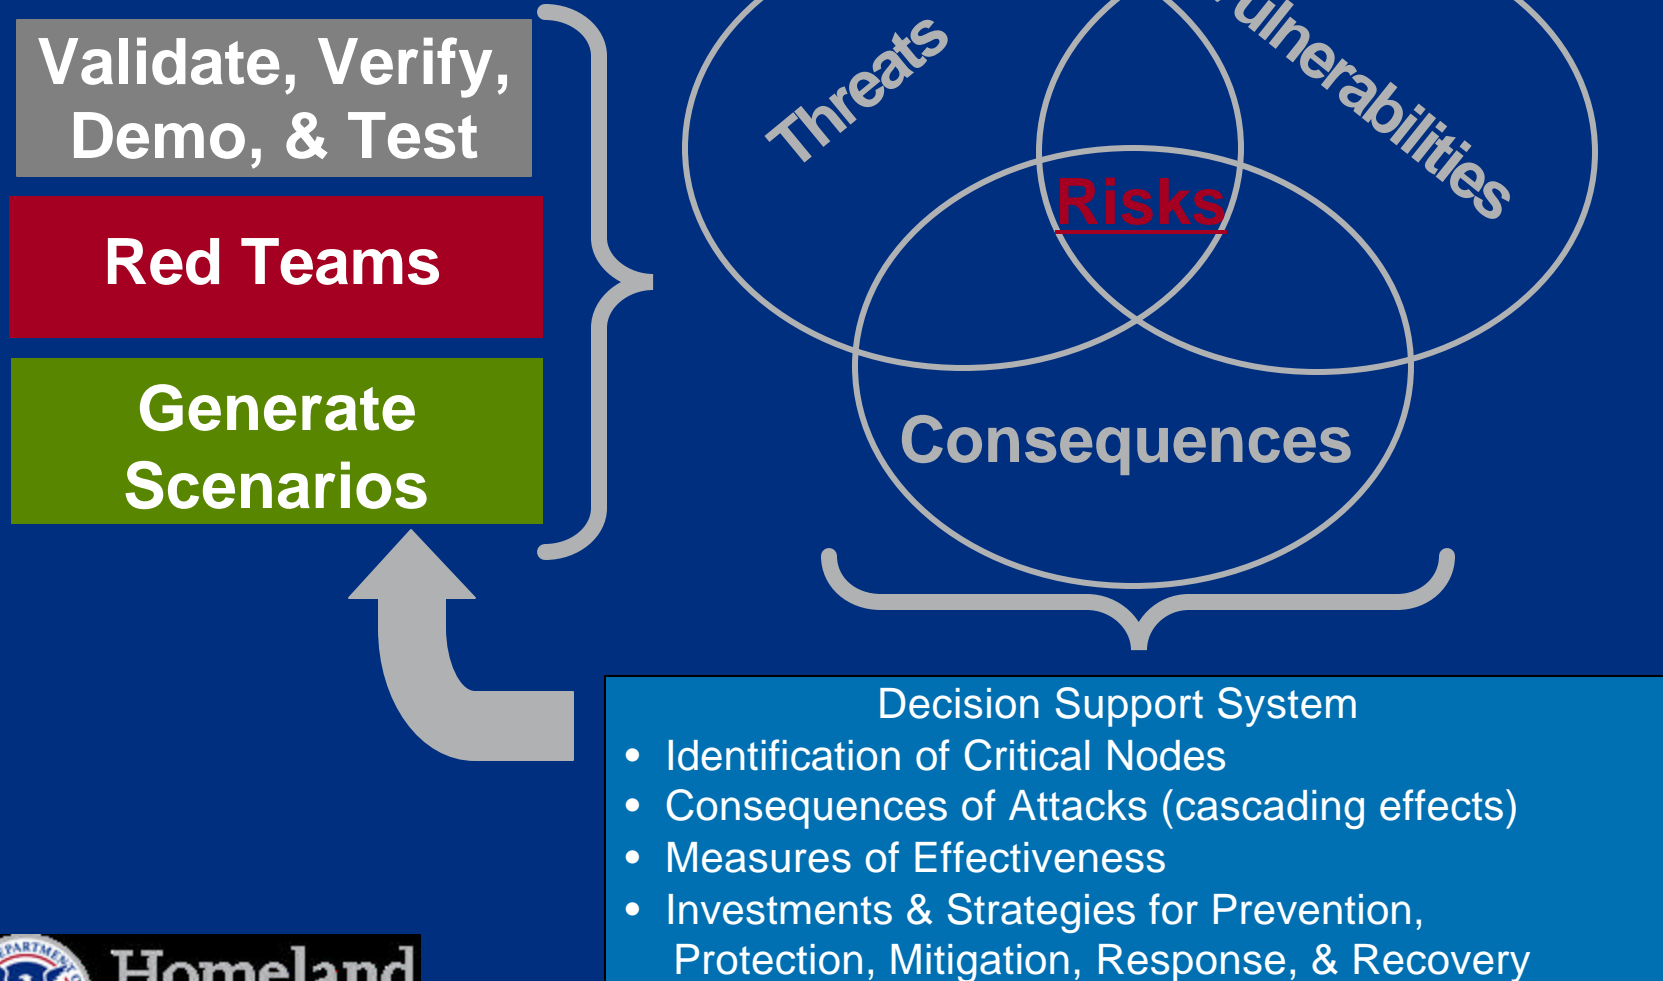 Validate, Verify,
Demo, & Test
Red Teams
Generate
Scenarios
Threats
Risks
Consequences
Decision Support System
• Identification of Critical Nodes
• Consequences of Attacks (cascading effects)
• Measures of Effectiveness
• Investments & Strategies for Prevention,
Protection, Mitigation, Response, & Recovery
Homeland